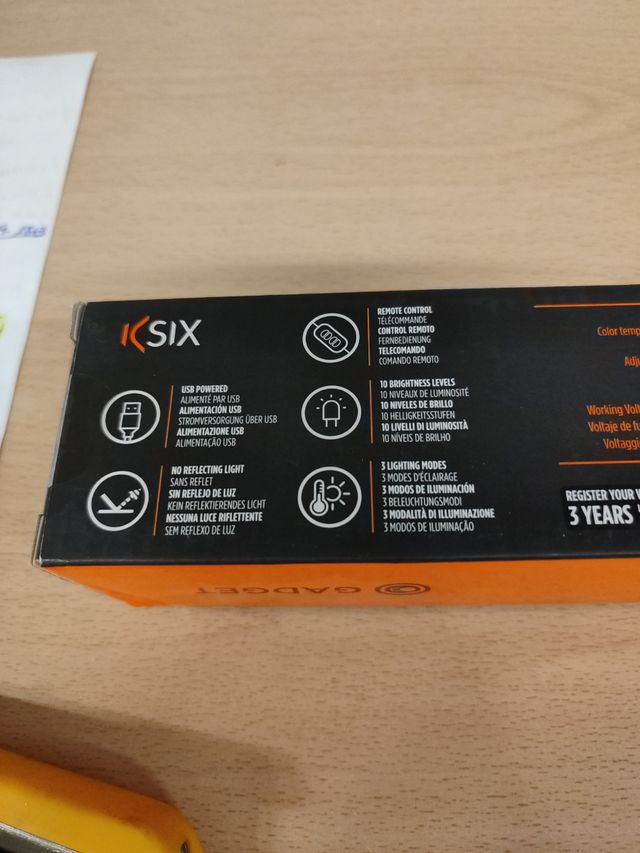 KSIX
USB POWERED
ALIMENTÉ PAR USB
ALIMENTACIÓN USB
STROMVERSORGUNG ÜBER USB
ALIMENTAZIONE USB
ALIMENTAÇÃO USB
NO REFLECTING LIGHT
SANS REFLET
SIN REFLEJO DE LUZ
KEIN REFLEKTIERENDES LICHT
NESSUNA LUCE RIFLETTENTE
SEM REFLEXO DE LUZ
REMOTE CONTROL
TÉLÉCOMMANDE
CONTROL REMOTO
FERNBEDIENUNG
TELECOMANDO
COMANDO REMOTO
10 BRIGHTNESS LEVELS
10 NIVEAUX DE LUMINOSITÉ
10 NIVELES DE BRILLO
10 HELLIGKEITSSTUFEN
10 LIVELLI DI LUMINOSITÀ
10 NÍVEIS DE BRILHO
3 LIGHTING MODES
3 MODES D'ÉCLAIRAGE
3 MODOS DE ILUMINACIÓN
3 BELEUCHTUNGSMODI
3 MODALITÀ DI ILLUMINAZIONE
3 MODOS DE ILUMINAÇÃO
Color temp
Adju
Working Volt
Voltaje de fu
Voltaggi
REGISTER YOUR
3 YEARS
GADGET